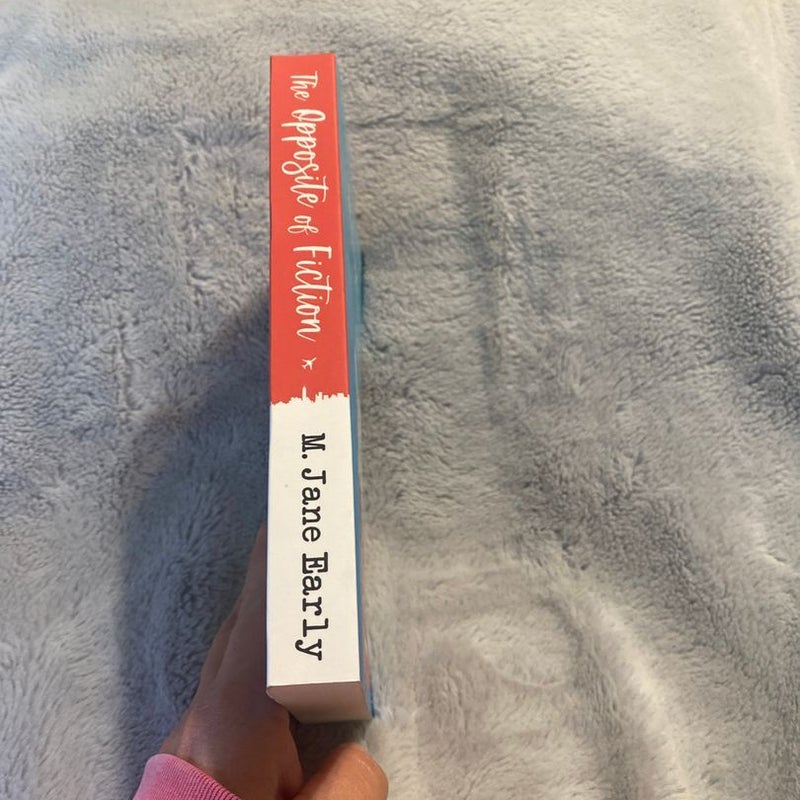 The Opposite of Fiction
M. Jane Early